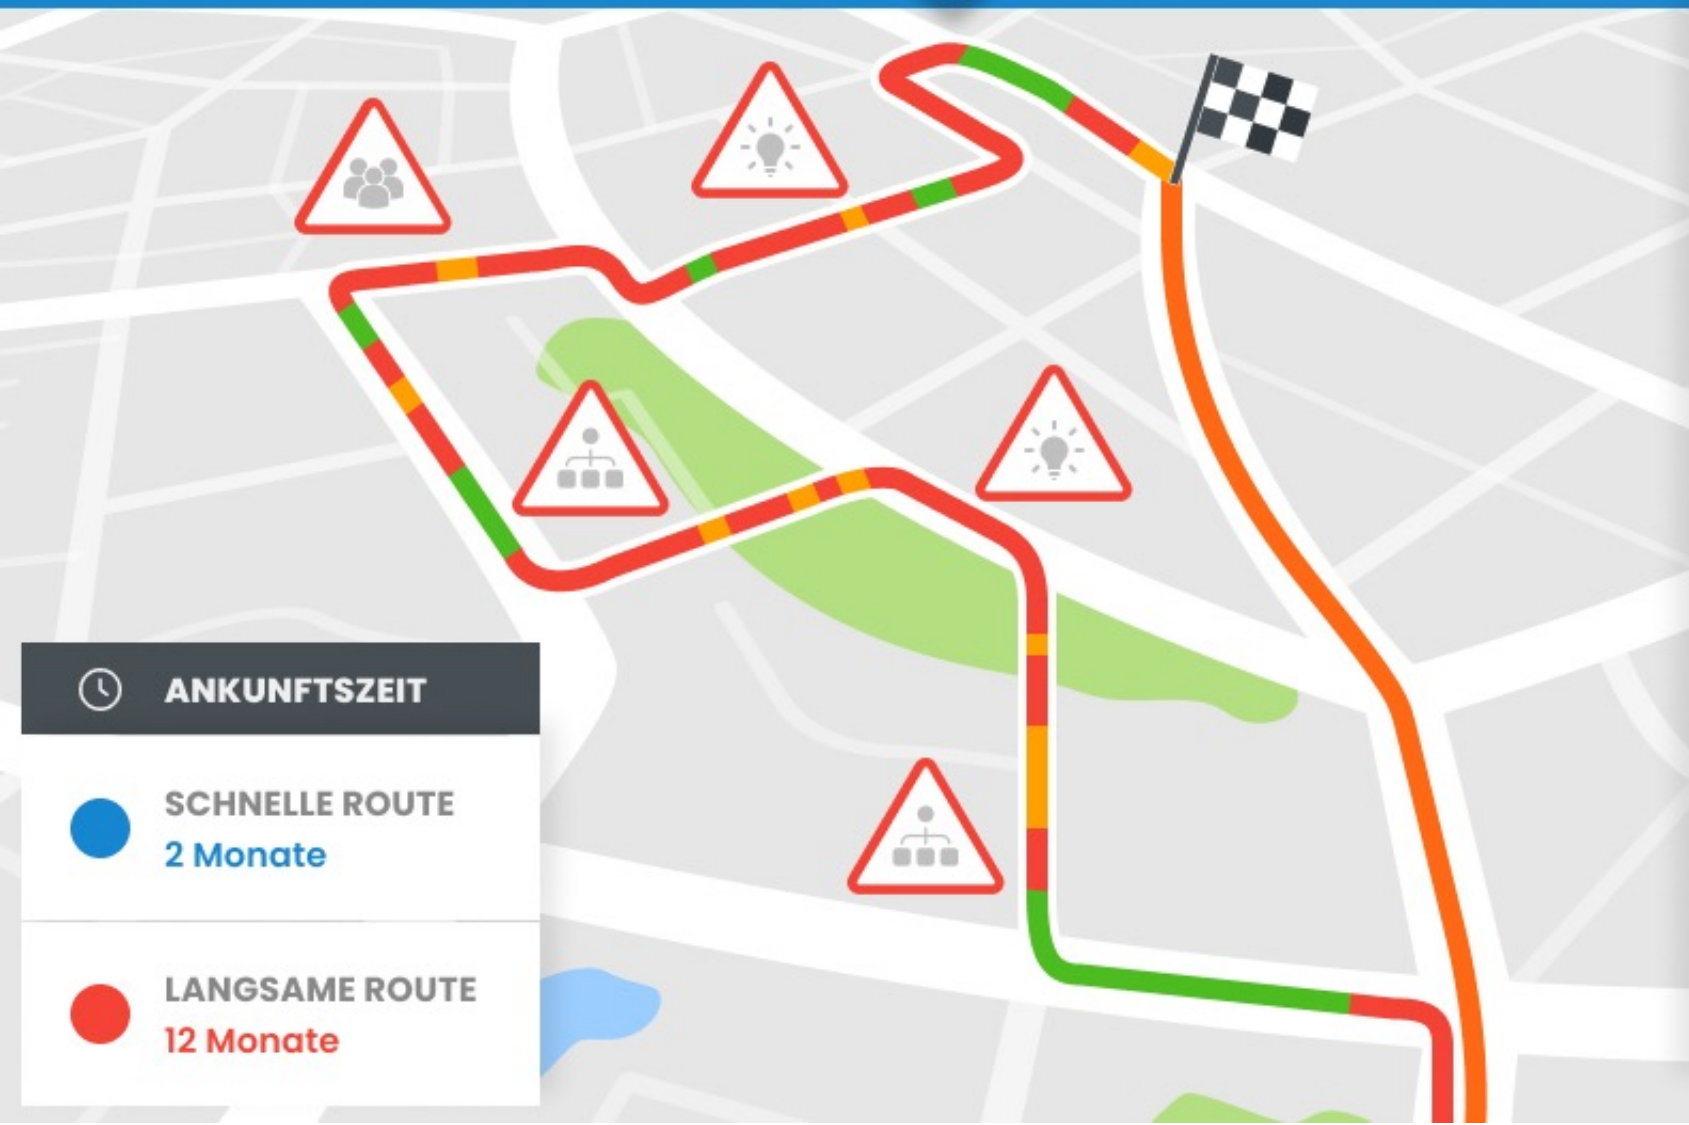 ANKUNFTSZEIT
SCHNELLE ROUTE
2 Monate
LANGSAME ROUTE
12 Monate